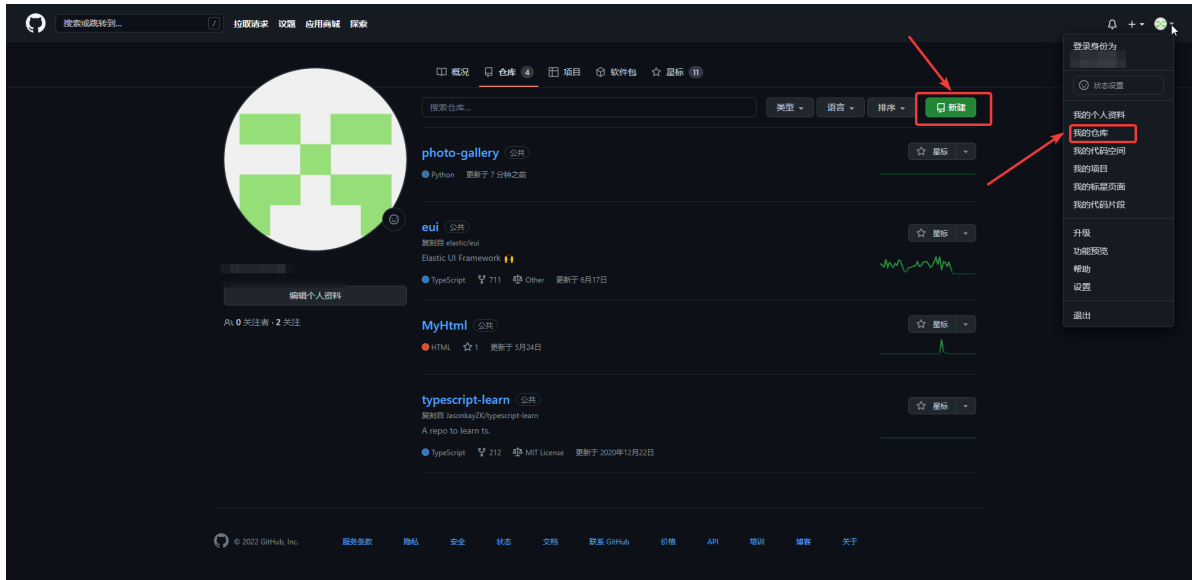 搜索或跳转到... / 拉取请求 议题 应用商城 探索
概况 仓库 4 项目 软件包 星标 11
搜索仓库... 类型 语言 排序 新建
photo-gallery 公共 星标
Python 更新于 7 分钟之前
eui 公共 星标
复刻自 elastic/eui
Elastic UI Framework 🙌
TypeScript 711 Other 更新于 6月17日
编辑个人资料
0 关注者 · 2 关注
MyHtml 公共 星标
HTML 1 更新于 5月24日
typescript-learn 公共 星标
复刻自 JasonkayZK/typescript-learn
A repo to learn ts.
TypeScript 212 MIT License 更新于 2020年12月22日
登录身份为
状态设置
我的个人资料
我的仓库
我的代码空间
我的项目
我的标星页面
我的代码片段
升级
功能预览
帮助
设置
退出
© 2022 GitHub, Inc. 服务条款 隐私 安全 状态 文档 联系 GitHub 价格 API 培训 博客 关于